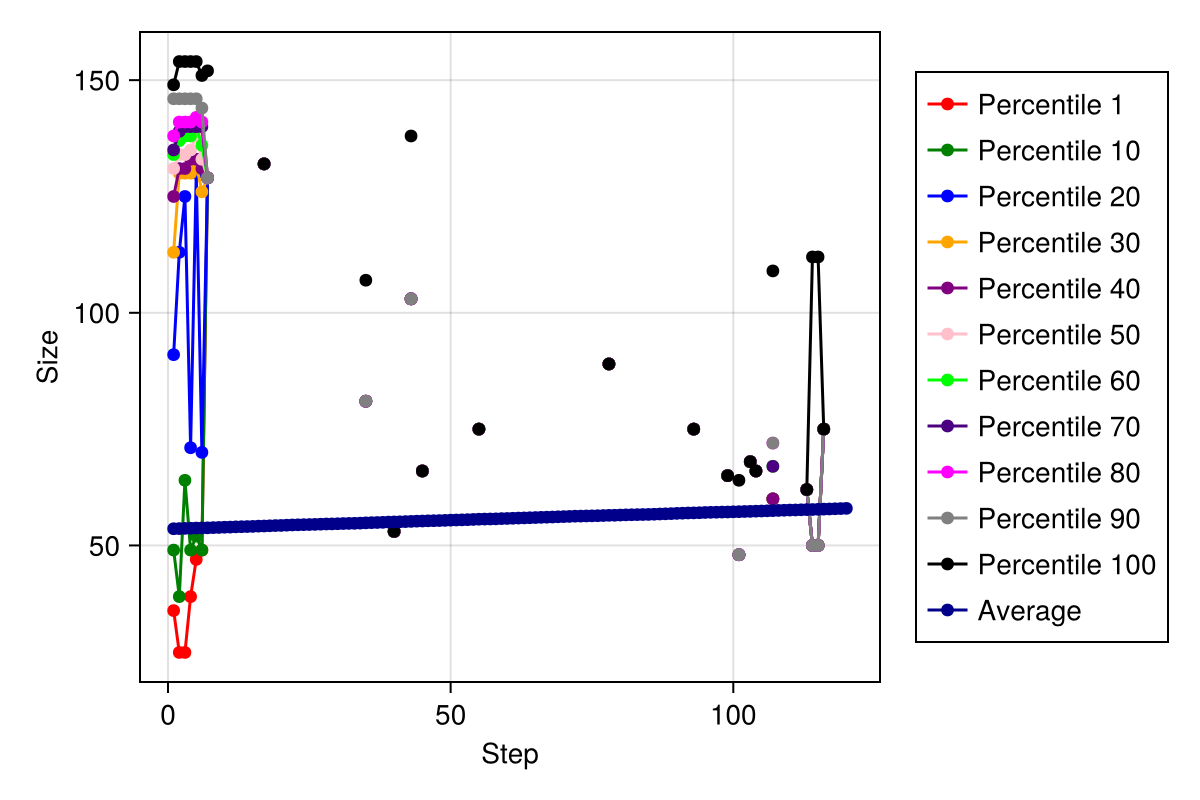 150
100
50
Size
0
50
100
Step
Percentile 1
Percentile 10
Percentile 20
Percentile 30
Percentile 40
Percentile 50
Percentile 60
Percentile 70
Percentile 80
Percentile 90
Percentile 100
Average